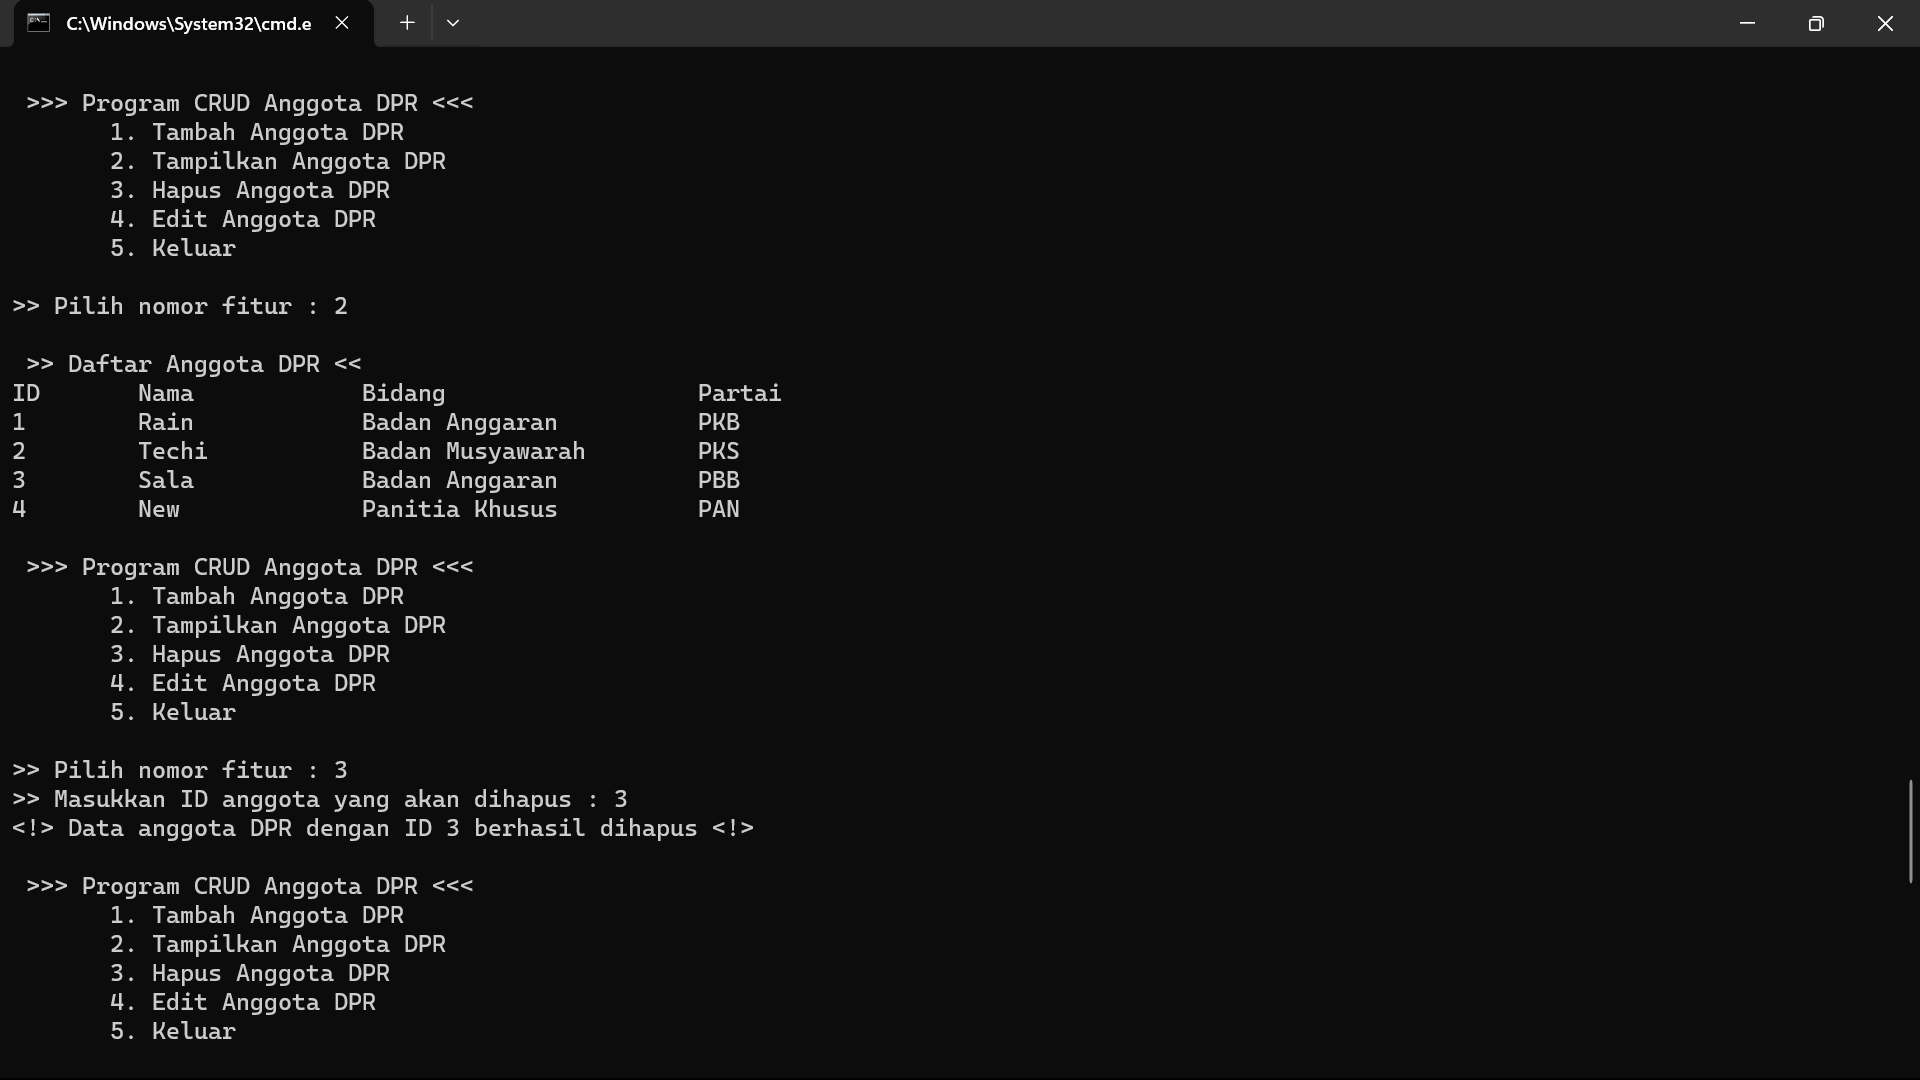 C:\Windows\System32\cmd.e
>>> Program CRUD Anggota DPR <<<
1. Tambah Anggota DPR
2. Tampilkan Anggota DPR
3. Hapus Anggota DPR
4. Edit Anggota DPR
5. Keluar
>> Pilih nomor fitur : 2
>> Daftar Anggota DPR <<
ID Nama Bidang Partai
1 Rain Badan Anggaran PKB
2 Techi Badan Musyawarah PKS
3 Sala Badan Anggaran PBB
4 New Panitia Khusus PAN
>>> Program CRUD Anggota DPR <<<
1. Tambah Anggota DPR
2. Tampilkan Anggota DPR
3. Hapus Anggota DPR
4. Edit Anggota DPR
5. Keluar
>> Pilih nomor fitur : 3
>> Masukkan ID anggota yang akan dihapus : 3
<!> Data anggota DPR dengan ID 3 berhasil dihapus <!>
>>> Program CRUD Anggota DPR <<<
1. Tambah Anggota DPR
2. Tampilkan Anggota DPR
3. Hapus Anggota DPR
4. Edit Anggota DPR
5. Keluar